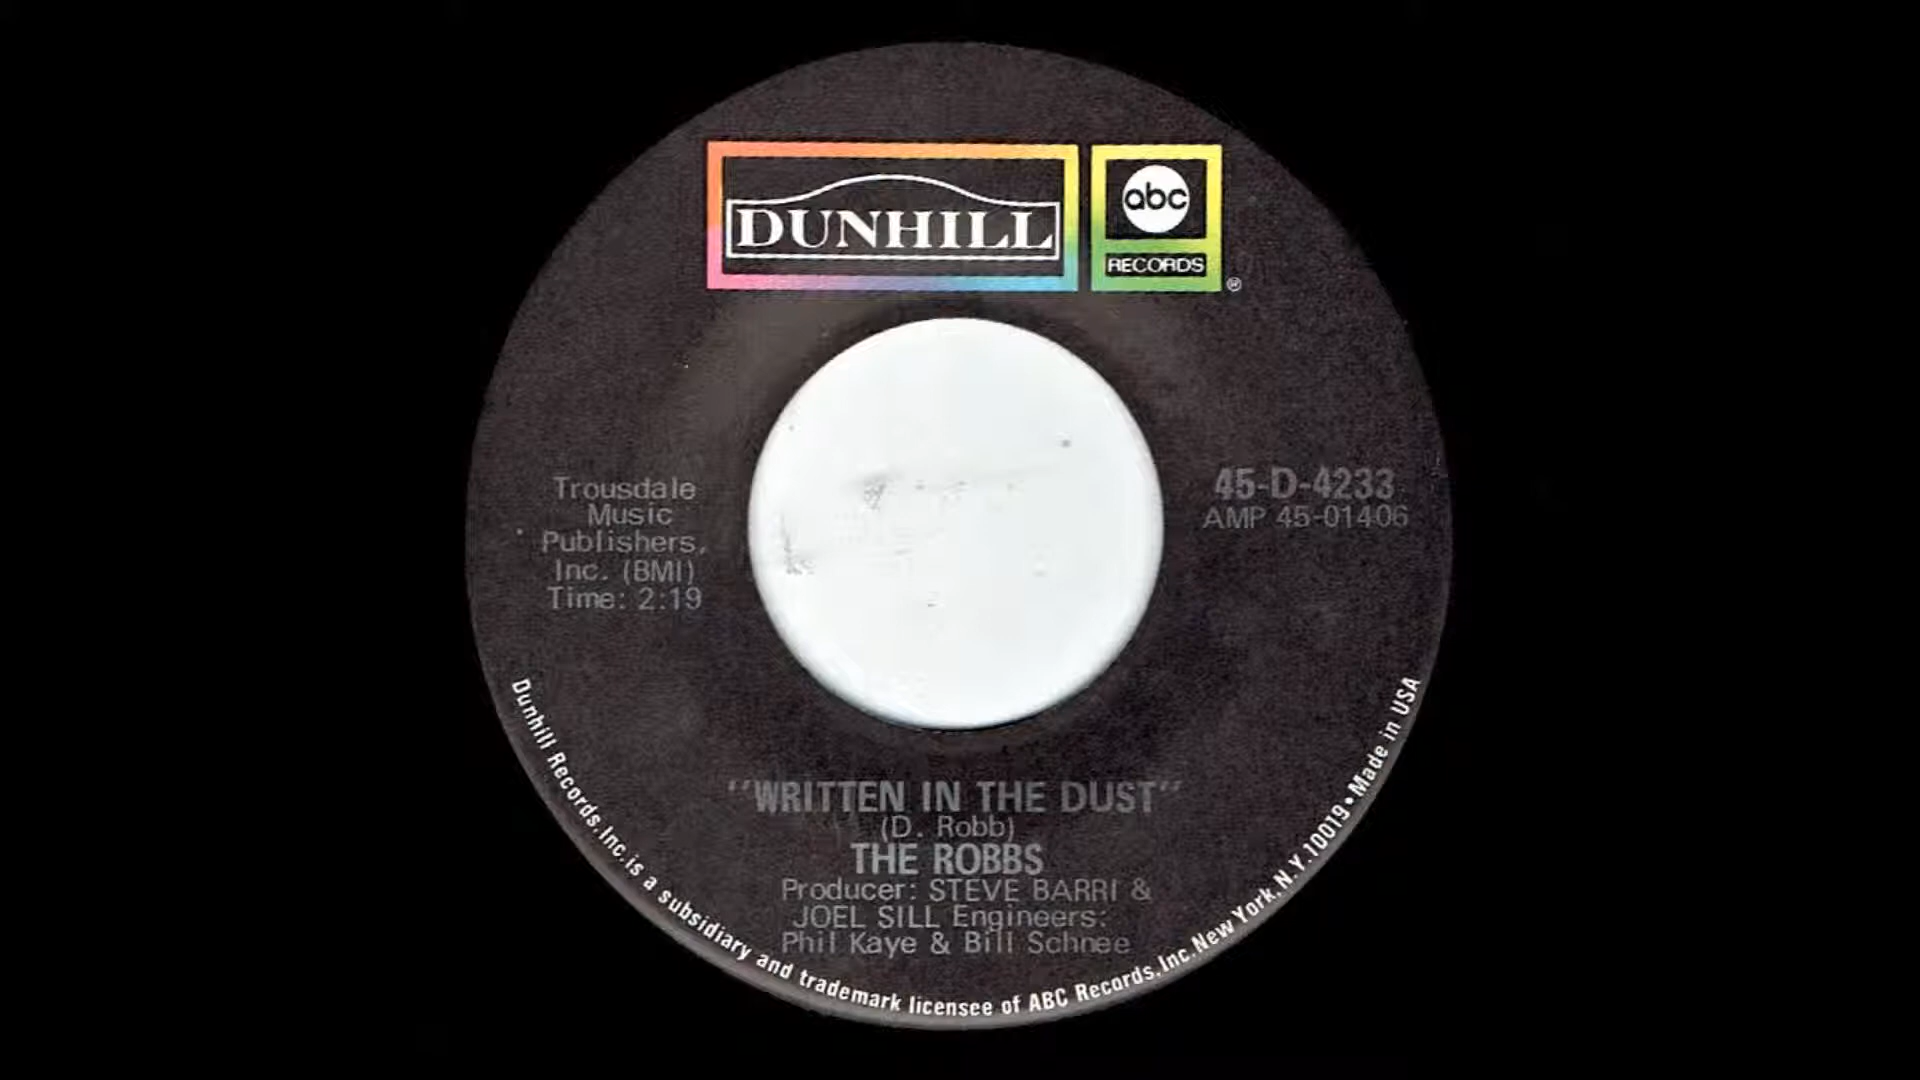 DUNHILL
abc
RECORDS
®
Trousdale
Music
Publishers,
Inc. (BMI)
Time: 2:19
45-D-4233
AMP 45-01406
"WRITTEN IN THE DUST"
(D. Robb)
THE ROBBS
Producer: STEVE BARRI &
JOEL SILL Engineers:
Phil Kaye & Bill Schnee
Dunhill Records, Inc. is a subsidiary and trademark licensee of ABC Records, Inc. New York, N.Y. 10019 • Made in USA